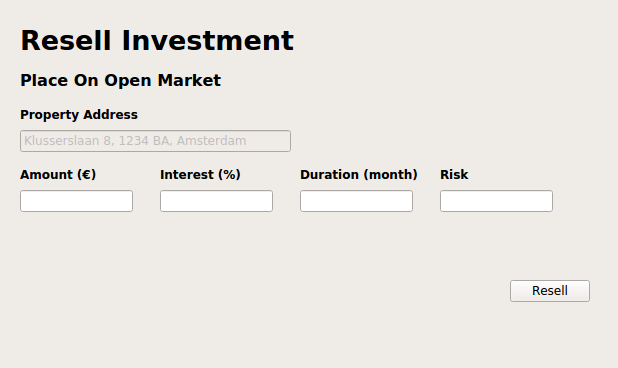 Resell Investment
Place On Open Market
Property Address
Klusserslaan 8, 1234 BA, Amsterdam
Amount (€) Interest (%) Duration (month) Risk
Resell